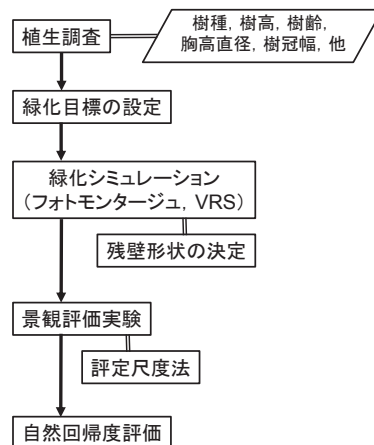 植生調査
樹種, 樹高, 樹齢,
胸高直径, 樹冠幅, 他
緑化目標の設定
緑化シミュレーション
（フォトモンタージュ, VRS）
残壁形状の決定
景観評価実験
評定尺度法
自然回帰度評価